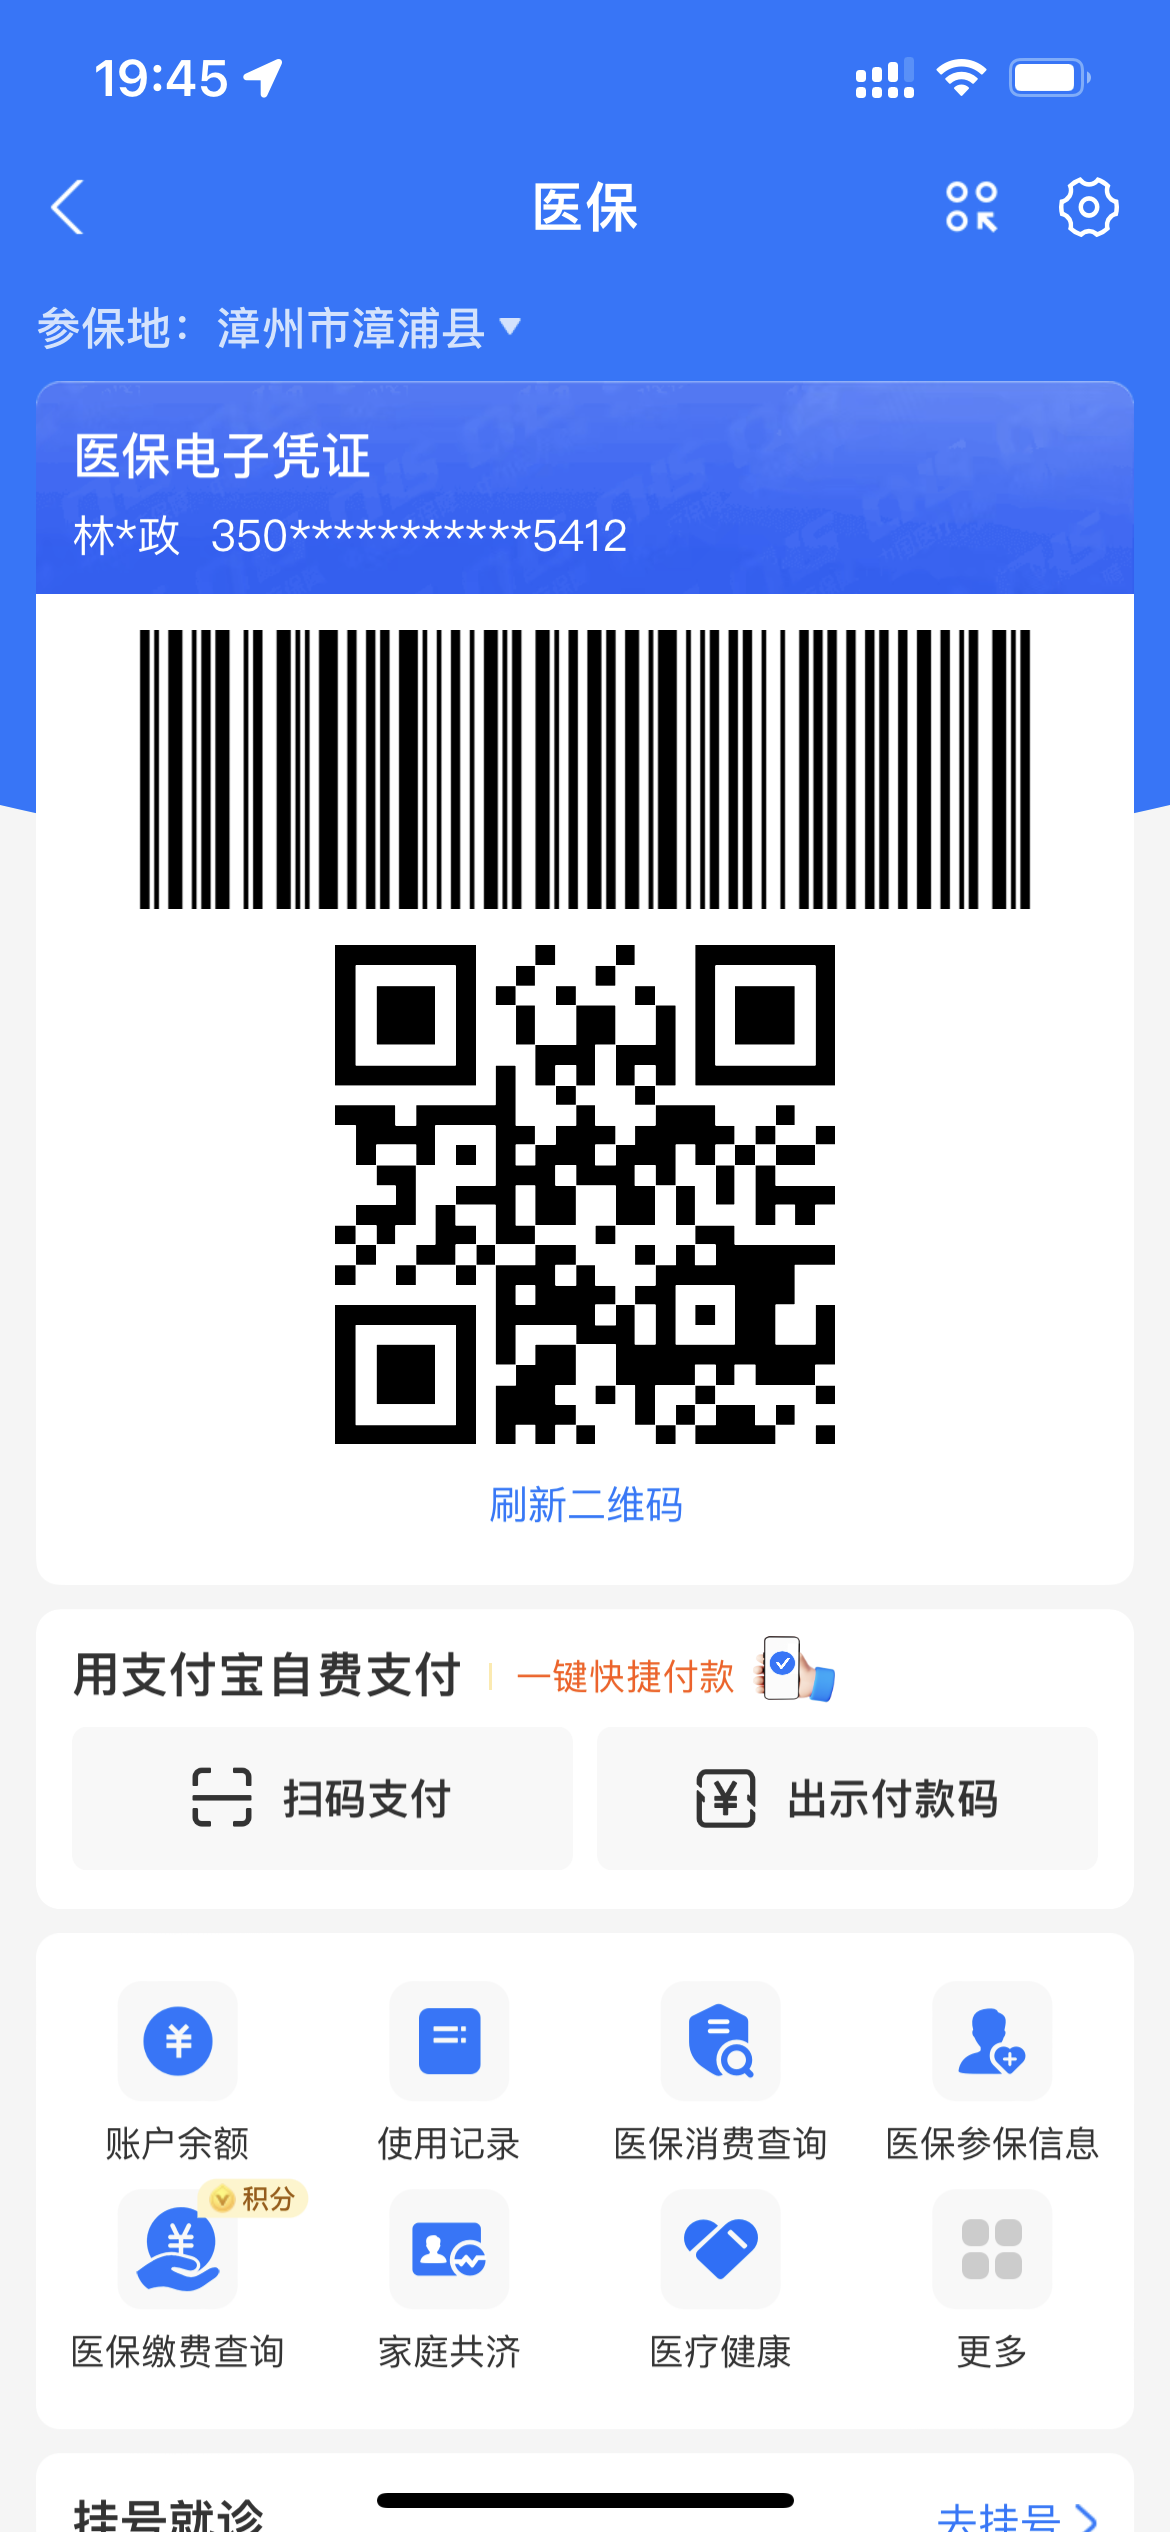 19:45
医保
参保地：漳州市漳浦县
医保电子凭证
林*政 350***********5412
刷新二维码
用支付宝自费支付
一键快捷付款
扫码支付
出示付款码
账户余额
使用记录
医保消费查询
医保参保信息
积分
医保缴费查询
家庭共济
医疗健康
更多
挂号就诊
去挂号